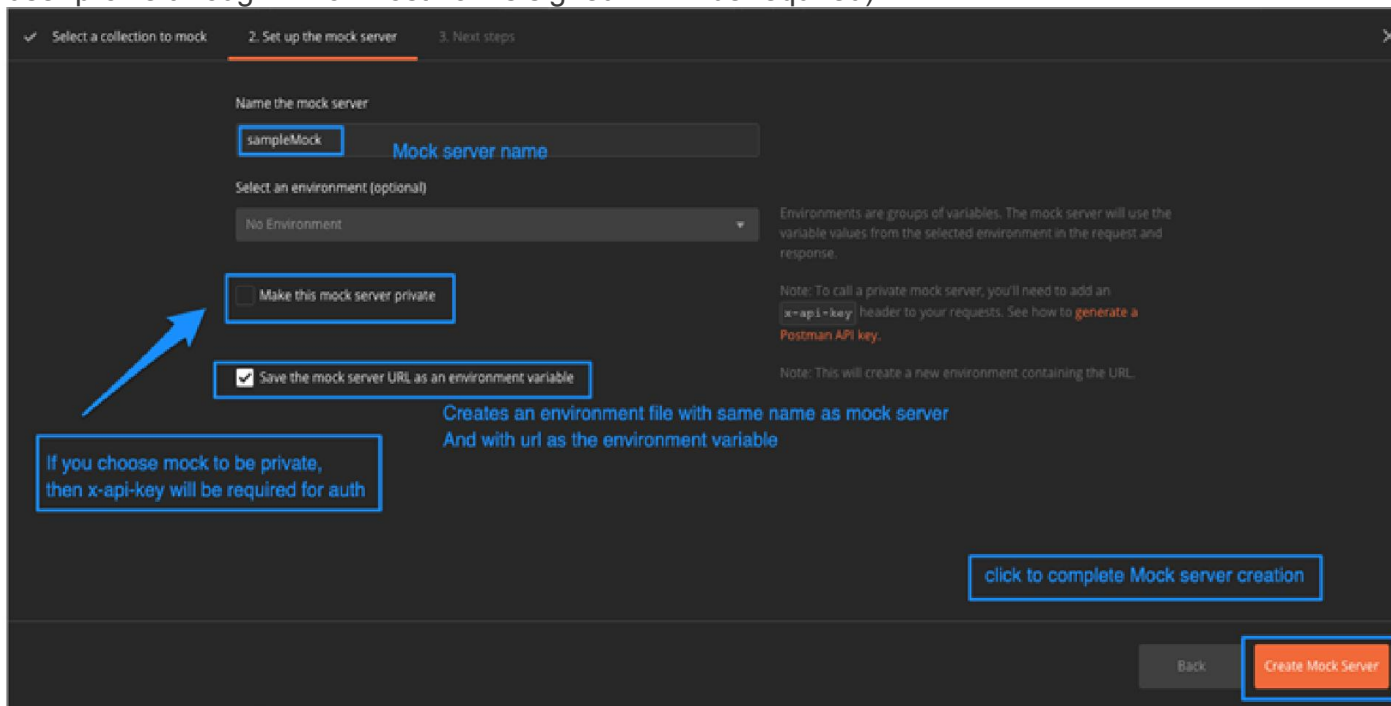 Select a collection to mock 2. Set up the mock server 3. Next steps
Name the mock server
sampleMock
Mock server name
Select an environment (optional)
No Environment
Environments are groups of variables. The mock server will use the
variable values from the selected environment in the request and
response.
Make this mock server private
Note: To call a private mock server, you'll need to add an
x-api-key header to your requests. See how to generate a
Postman API key.
Save the mock server URL as an environment variable
Note: This will create a new environment containing the URL.
Creates an environment file with same name as mock server
And with url as the environment variable
If you choose mock to be private,
then x-api-key will be required for auth
click to complete Mock server creation
Back Create Mock Server